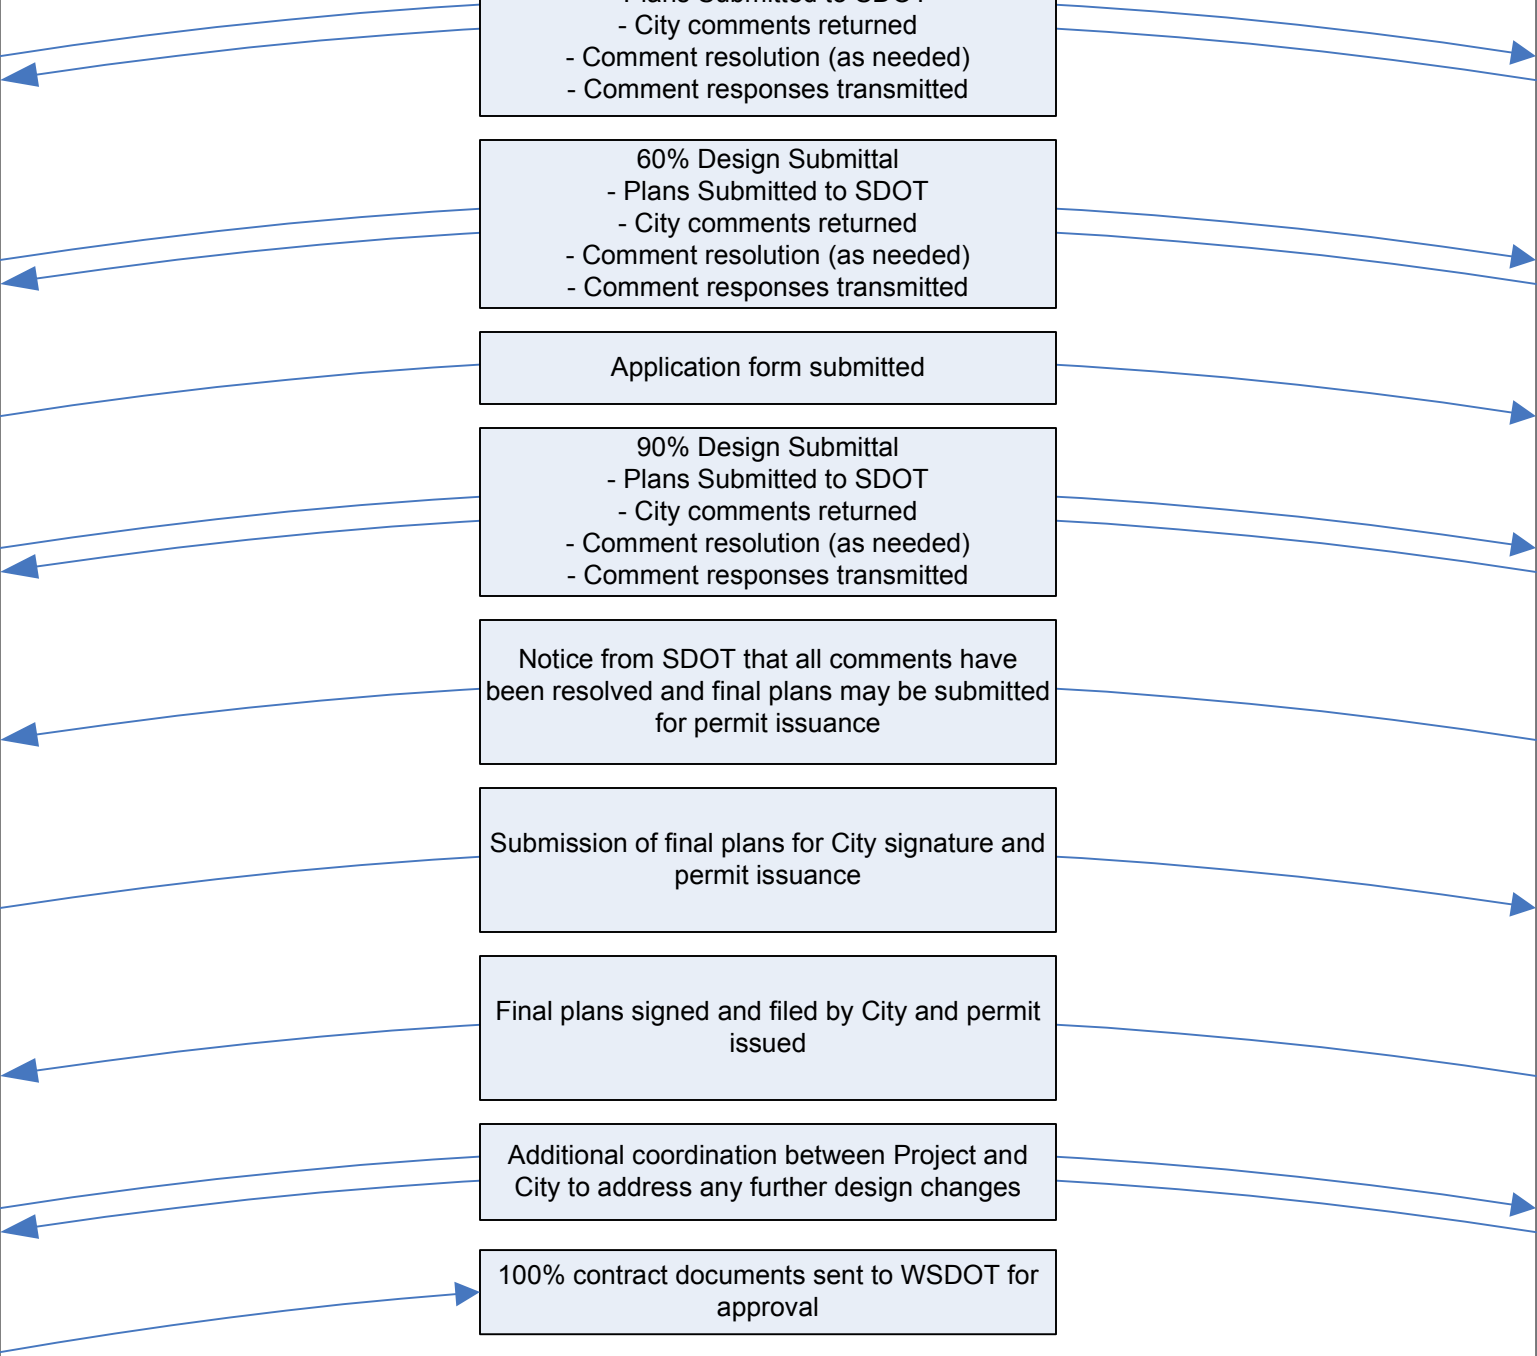 - Plans Submitted to SDOT
- City comments returned
- Comment resolution (as needed)
- Comment responses transmitted
60% Design Submittal
- Plans Submitted to SDOT
- City comments returned
- Comment resolution (as needed)
- Comment responses transmitted
Application form submitted
90% Design Submittal
- Plans Submitted to SDOT
- City comments returned
- Comment resolution (as needed)
- Comment responses transmitted
Notice from SDOT that all comments have
been resolved and final plans may be submitted
for permit issuance
Submission of final plans for City signature and
permit issuance
Final plans signed and filed by City and permit
issued
Additional coordination between Project and
City to address any further design changes
100% contract documents sent to WSDOT for
approval